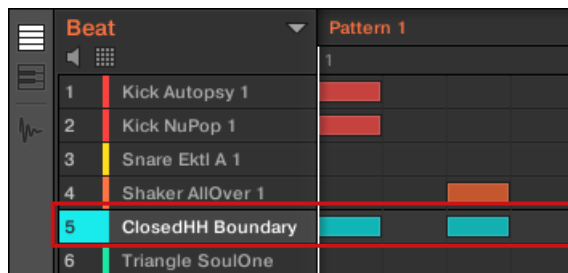 Beat
Pattern 1
1
1 Kick Autopsy 1
2 Kick NuPop 1
3 Snare Ektl A 1
4 Shaker AllOver 1
5 ClosedHH Boundary
6 Triangle SoulOne